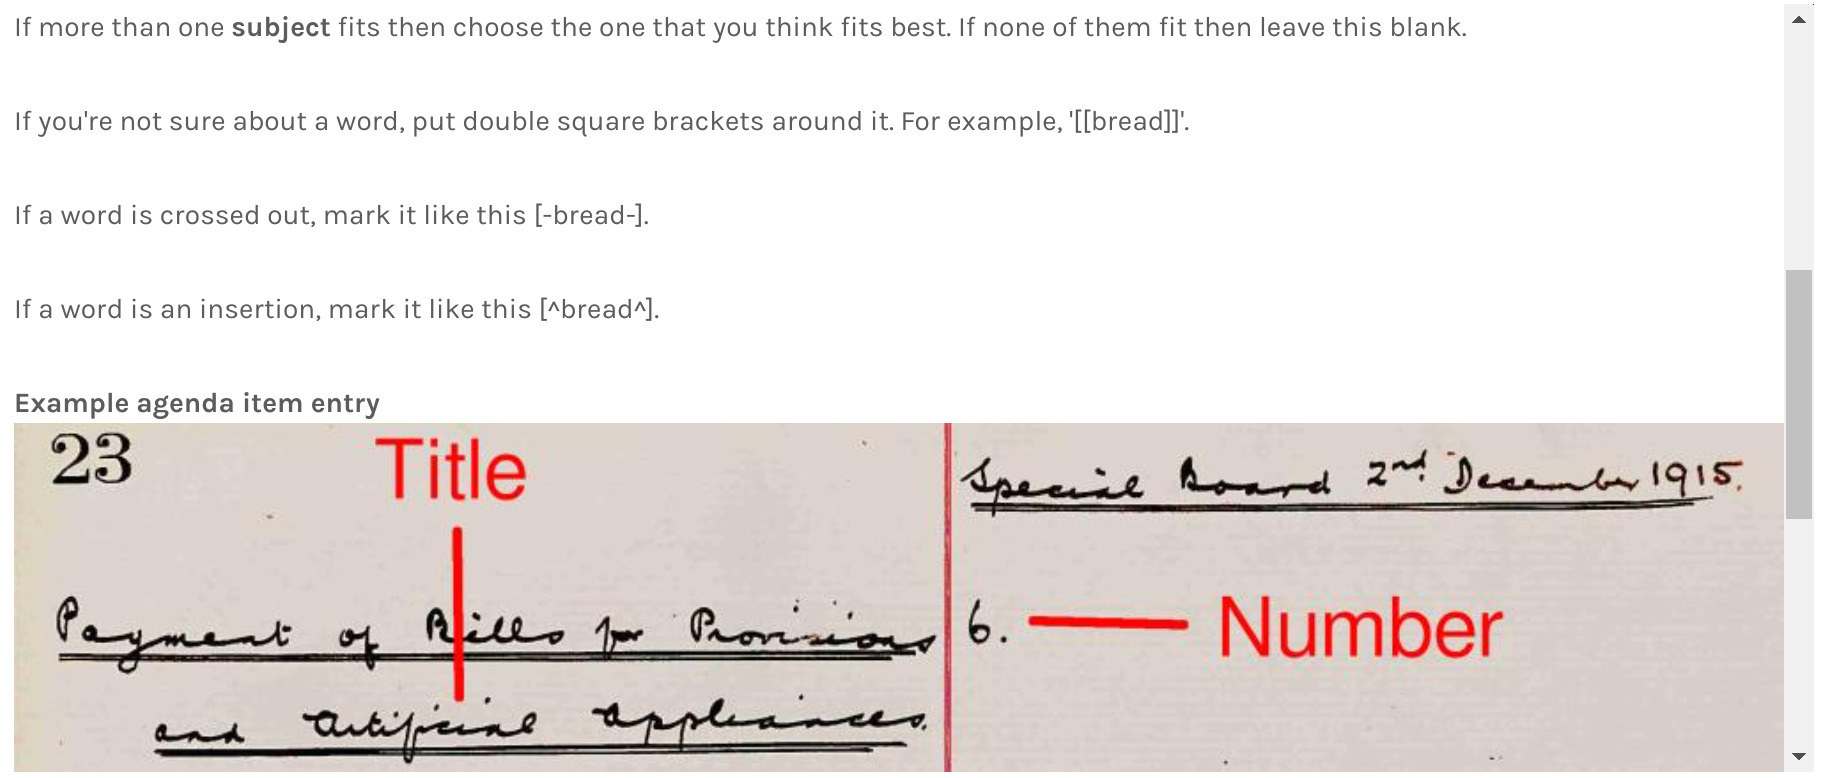 If more than one subject fits then choose the one that you think fits best. If none of them fit then leave this blank.
If you're not sure about a word, put double square brackets around it. For example, '[[bread]]'.
If a word is crossed out, mark it like this [-bread-].
If a word is an insertion, mark it like this [^bread^].
Example agenda item entry
23
Title
Special Board 2nd December 1915.
Payment of Bills for Provisions
6.
Number
and Artificial Appliances.